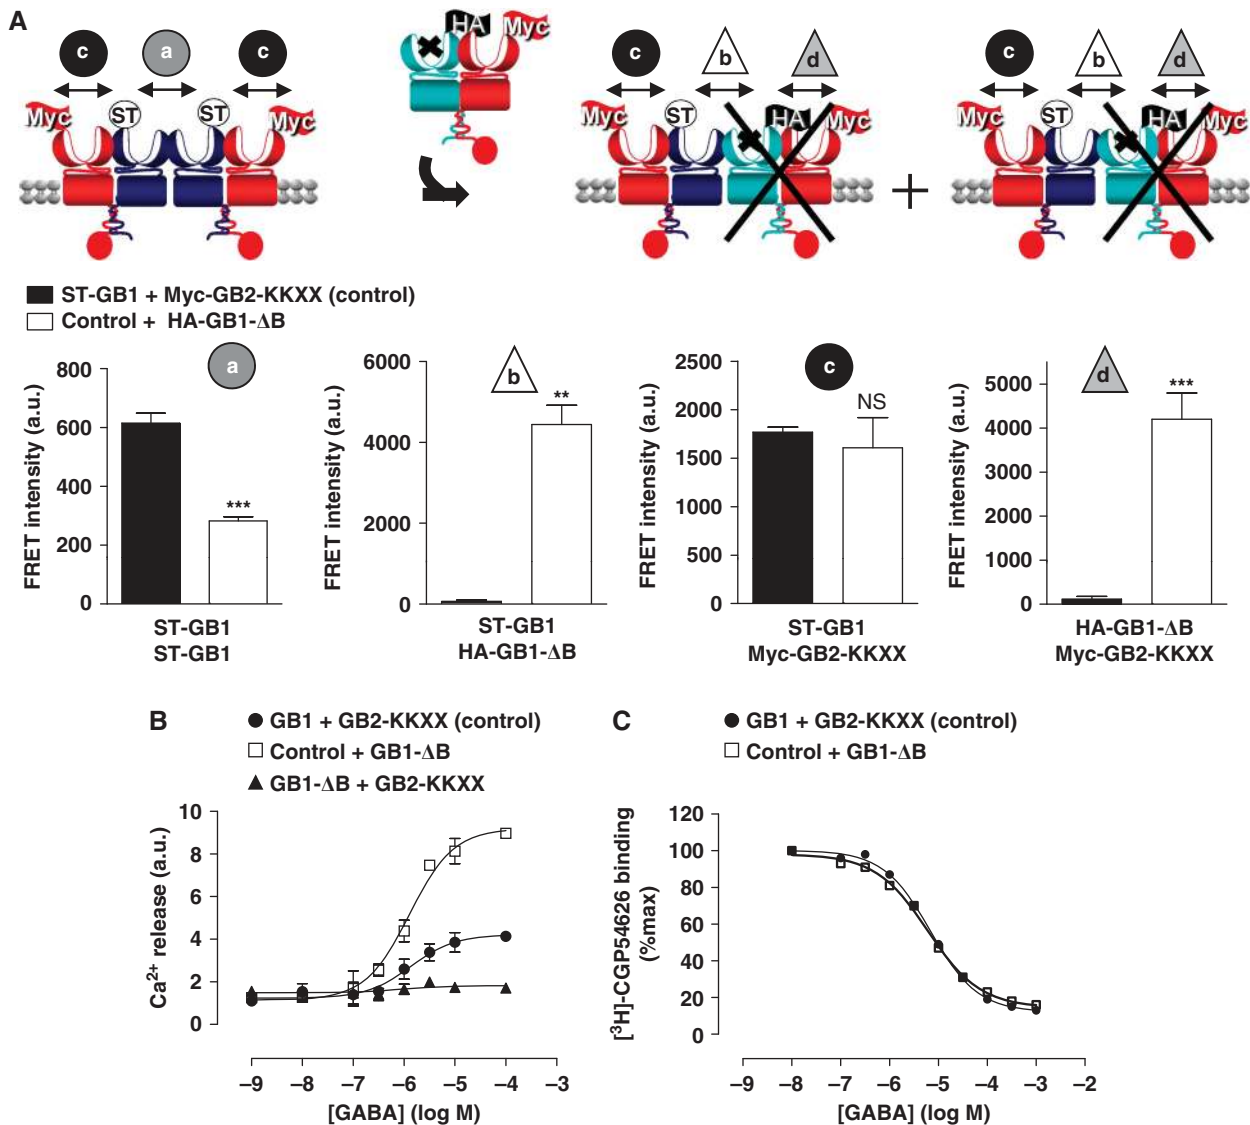 A
c a c
Myc ST ST Myc
HA Myc
c b d
Myc ST HA Myc
+
c b d
Myc ST HA Myc
ST-GB1 + Myc-GB2-KKXX (control)
Control + HA-GB1-ΔB
a
FRET intensity (a.u.)
800
600
400
200
0
***
ST-GB1
ST-GB1
b
FRET intensity (a.u.)
6000
4000
2000
0
**
ST-GB1
HA-GB1-ΔB
c
FRET intensity (a.u.)
2500
2000
1500
1000
500
0
NS
ST-GB1
Myc-GB2-KKXX
d
FRET intensity (a.u.)
5000
4000
3000
2000
1000
0
***
HA-GB1-ΔB
Myc-GB2-KKXX
B
GB1 + GB2-KKXX (control)
Control + GB1-ΔB
GB1-ΔB + GB2-KKXX
Ca²⁺ release (a.u.)
10
8
6
4
2
0
–9 –8 –7 –6 –5 –4 –3
[GABA] (log M)
C
GB1 + GB2-KKXX (control)
Control + GB1-ΔB
[³H]-CGP54626 binding
(%max)
120
100
80
60
40
20
0
–9 –8 –7 –6 –5 –4 –3 –2
[GABA] (log M)